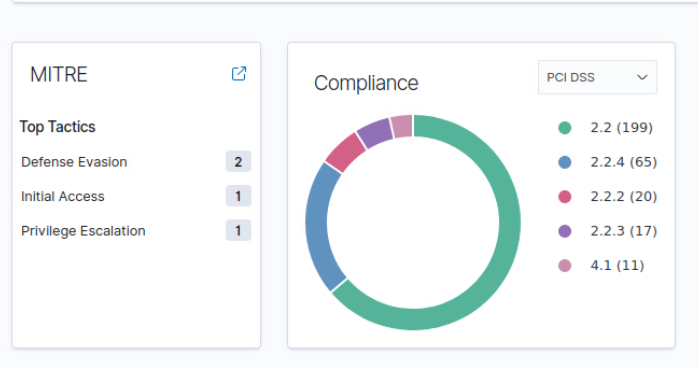 MITRE
Top Tactics
Defense Evasion 2
Initial Access 1
Privilege Escalation 1
Compliance
PCI DSS
2.2 (199)
2.2.4 (65)
2.2.2 (20)
2.2.3 (17)
4.1 (11)